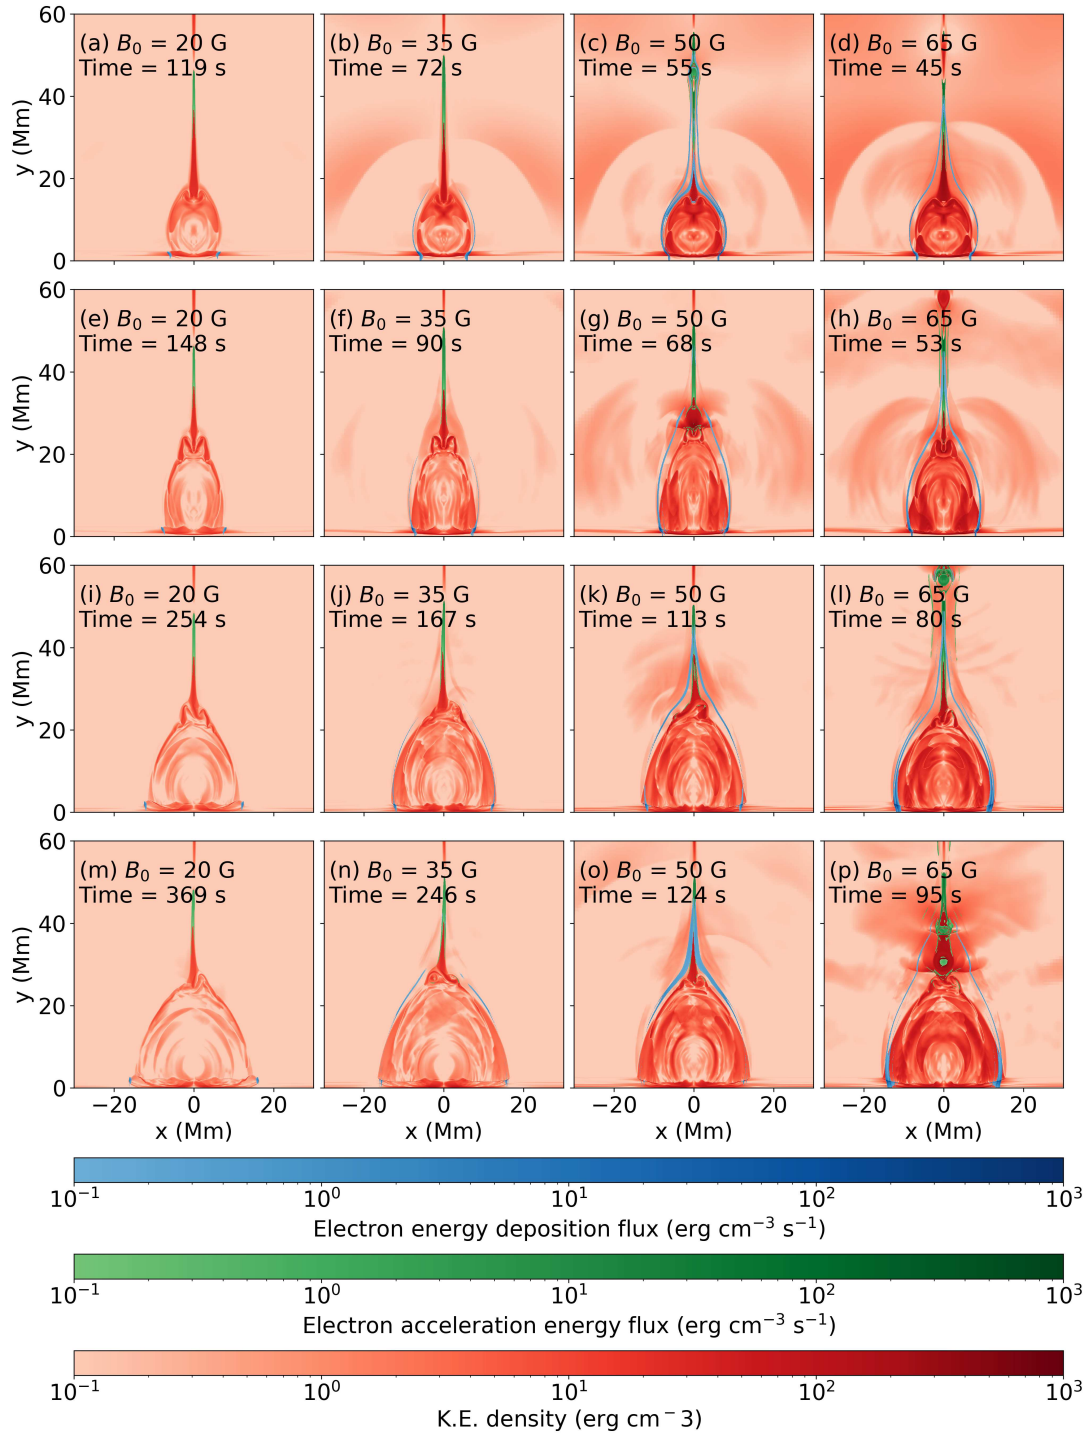 60
40
20
0
y (Mm)
(a) B₀ = 20 G
Time = 119 s
(b) B₀ = 35 G
Time = 72 s
(c) B₀ = 50 G
Time = 55 s
(d) B₀ = 65 G
Time = 45 s
60
40
20
0
y (Mm)
(e) B₀ = 20 G
Time = 148 s
(f) B₀ = 35 G
Time = 90 s
(g) B₀ = 50 G
Time = 68 s
(h) B₀ = 65 G
Time = 53 s
60
40
20
0
y (Mm)
(i) B₀ = 20 G
Time = 254 s
(j) B₀ = 35 G
Time = 167 s
(k) B₀ = 50 G
Time = 113 s
(l) B₀ = 65 G
Time = 80 s
60
40
20
0
y (Mm)
(m) B₀ = 20 G
Time = 369 s
(n) B₀ = 35 G
Time = 246 s
(o) B₀ = 50 G
Time = 124 s
(p) B₀ = 65 G
Time = 95 s
−20 0 20 −20 0 20 −20 0 20 −20 0 20
x (Mm) x (Mm) x (Mm) x (Mm)
10⁻¹ 10⁰ 10¹ 10² 10³
Electron energy deposition flux (erg cm⁻³ s⁻¹)
10⁻¹ 10⁰ 10¹ 10² 10³
Electron acceleration energy flux (erg cm⁻³ s⁻¹)
10⁻¹ 10⁰ 10¹ 10² 10³
K.E. density (erg cm⁻3)